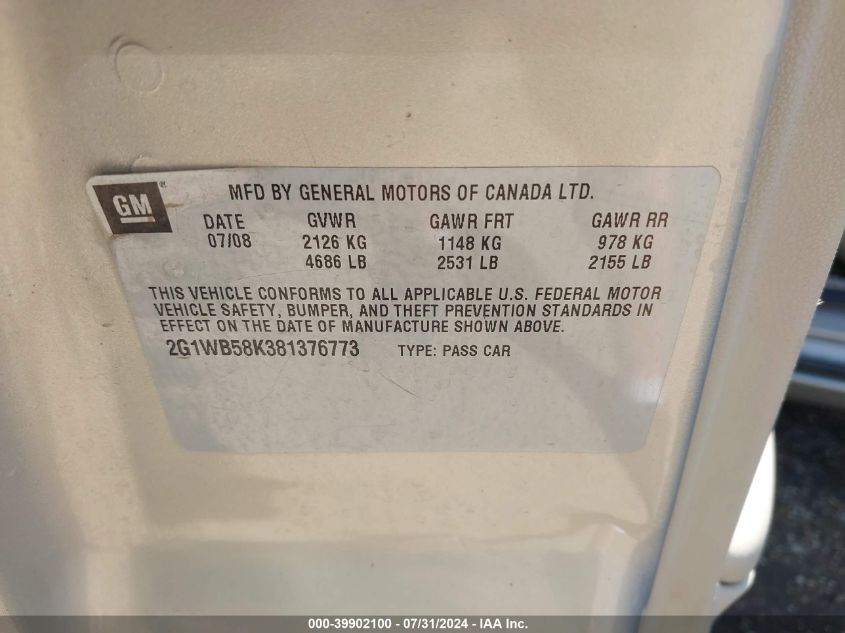 GM
MFD BY GENERAL MOTORS OF CANADA LTD.
DATE GVWR GAWR FRT GAWR RR
07/08 2126 KG 1148 KG 978 KG
4686 LB 2531 LB 2155 LB
THIS VEHICLE CONFORMS TO ALL APPLICABLE U.S. FEDERAL MOTOR
VEHICLE SAFETY, BUMPER, AND THEFT PREVENTION STANDARDS IN
EFFECT ON THE DATE OF MANUFACTURE SHOWN ABOVE.
2G1WB58K381376773 TYPE: PASS CAR
000-39902100 - 07/31/2024 - IAA Inc.